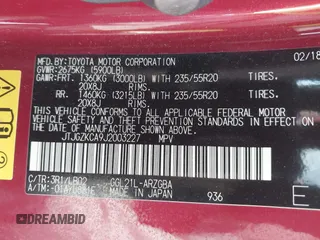 MFD. BY:TOYOTA MOTOR CORPORATION 02/18
GVWR:2675KG (5900LB)
GAWR:FRT. 1360KG (3000LB) WITH 235/55R20 TIRES.
20X8J RIMS
RR. 1460KG (3215LB) WITH 235/55R20 TIRES.
20X8J RIMS
THIS VEHICLE CONFORMS TO ALL APPLICABLE
FEDERAL MOTOR VEHICLE SAFETY AND
STANDARDS IN EFFECT ON THE DATE OF
MANUFACTURE SHOWN ABOVE.
JTJGZKCA9J2003227 MPV
C/TR:3R1/LB02 GGL21L-ARZGBA
A/TM: MADE IN JAPAN 936
E